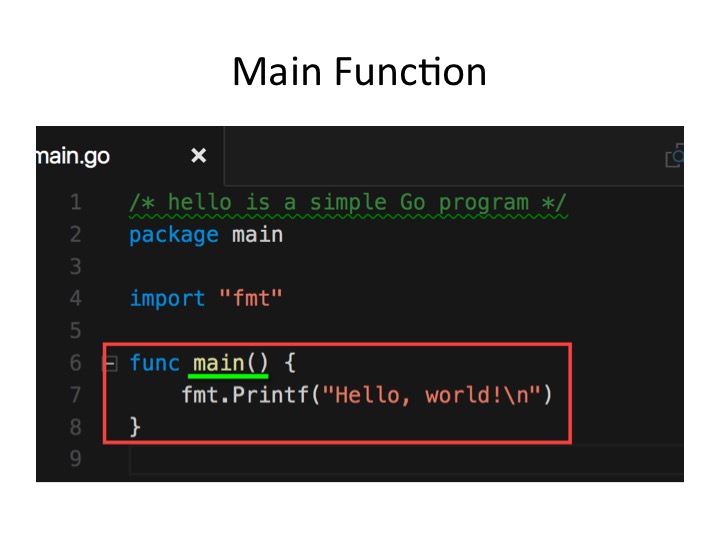 Main Function
main.go
1 /* hello is a simple Go program */
2 package main
3
4 import "fmt"
5
6 func main() {
7 fmt.Printf("Hello, world!\n")
8 }
9